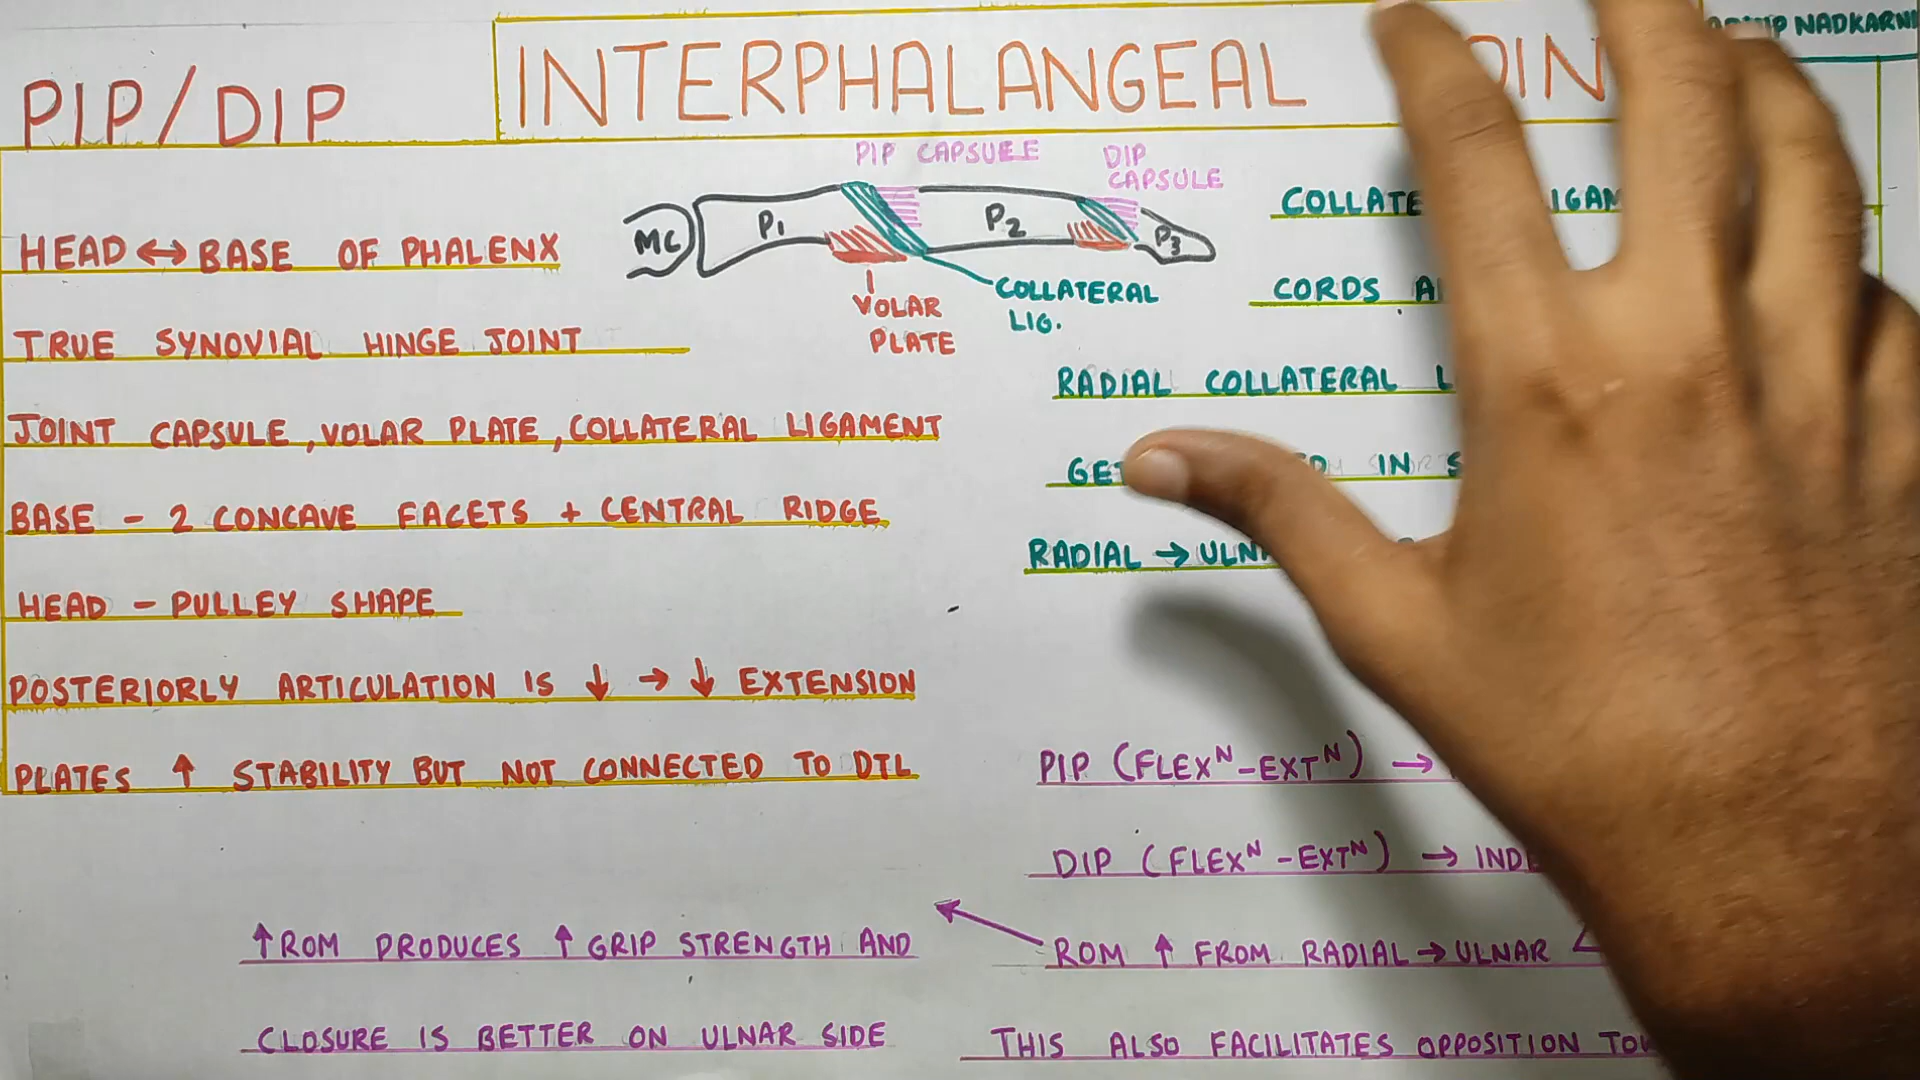 PIP/DIP
INTERPHALANGEAL
NADKARNI
PIP CAPSULE
DIP
CAPSULE
MC
P1
P2
P3
VOLAR
PLATE
COLLATERAL
LIG.
HEAD ↔ BASE OF PHALENX
TRUE SYNOVIAL HINGE JOINT
JOINT CAPSULE, VOLAR PLATE, COLLATERAL LIGAMENT
BASE - 2 CONCAVE FACETS + CENTRAL RIDGE
HEAD - PULLEY SHAPE
POSTERIORLY ARTICULATION IS ↓ → ↓ EXTENSION
PLATES ↑ STABILITY BUT NOT CONNECTED TO DTL
CORDS
RADIAL COLLATERAL
IN
RADIAL →
PIP (FLEXᴺ-EXTᴺ) →
DIP (FLEXᴺ-EXTᴺ) →
ROM ↑ FROM RADIAL → ULNAR
THIS ALSO FACILITATES OPPOSITION
↑ ROM PRODUCES ↑ GRIP STRENGTH AND
CLOSURE IS BETTER ON ULNAR SIDE